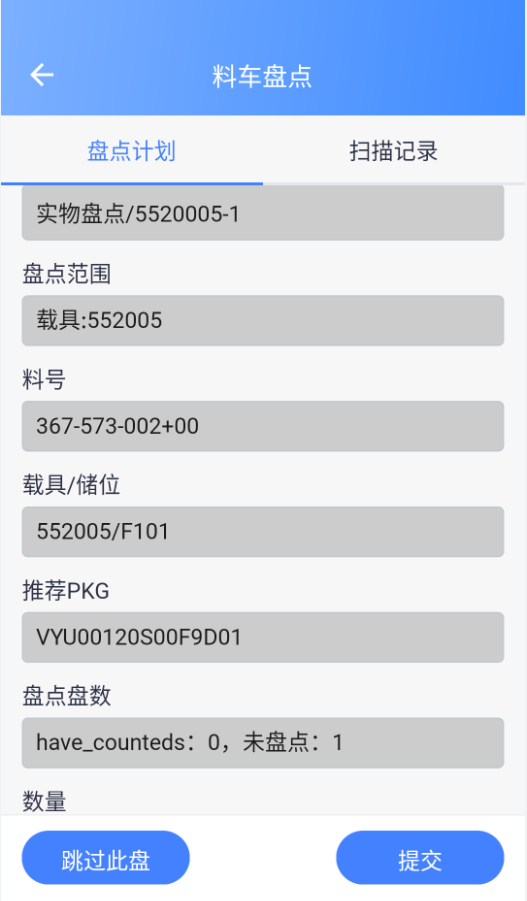 料车盘点
盘点计划
扫描记录
实物盘点/5520005-1
盘点范围
载具:552005
料号
367-573-002+00
载具/储位
552005/F101
推荐PKG
VYU00120S00F9D01
盘点盘数
have_counteds：0，未盘点：1
数量
跳过此盘
提交